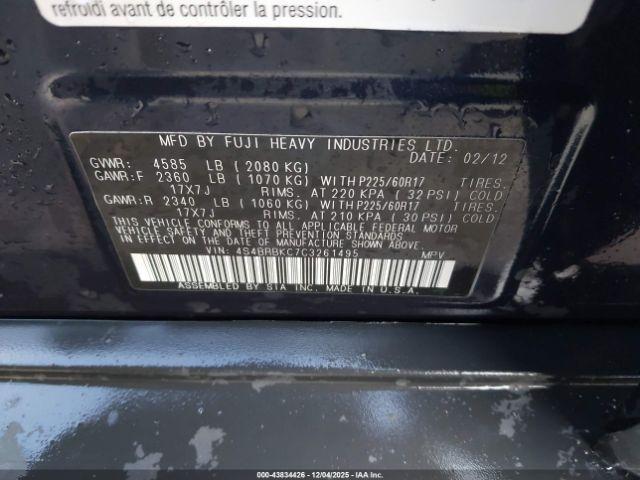 refroidi avant de contrôler la pression.
MFD BY FUJI HEAVY INDUSTRIES LTD.
DATE: 02/12
GVWR: 4585 LB ( 2080 KG)
GAWR:F 2360 LB ( 1070 KG) WITH P225/60R17 TIRES.
17X7J RIMS. AT 220 KPA ( 32 PSI) COLD
GAWR:R 2340 LB ( 1060 KG) WITH P225/60R17 TIRES.
17X7J RIMS. AT 210 KPA ( 30 PSI) COLD
THIS VEHICLE CONFORMS TO ALL APPLICABLE FEDERAL MOTOR
VEHICLE SAFETY, BUMPER, AND THEFT PREVENTION
STANDARDS IN EFFECT ON THE DATE OF MANUFACTURE SHOWN ABOVE.
VIN: 4S4BRBKC7C3261495 MPV
ASSEMBLED BY SIA INC. MADE IN U.S.A.
000-43834426 - 12/04/2025 - IAAI.COM